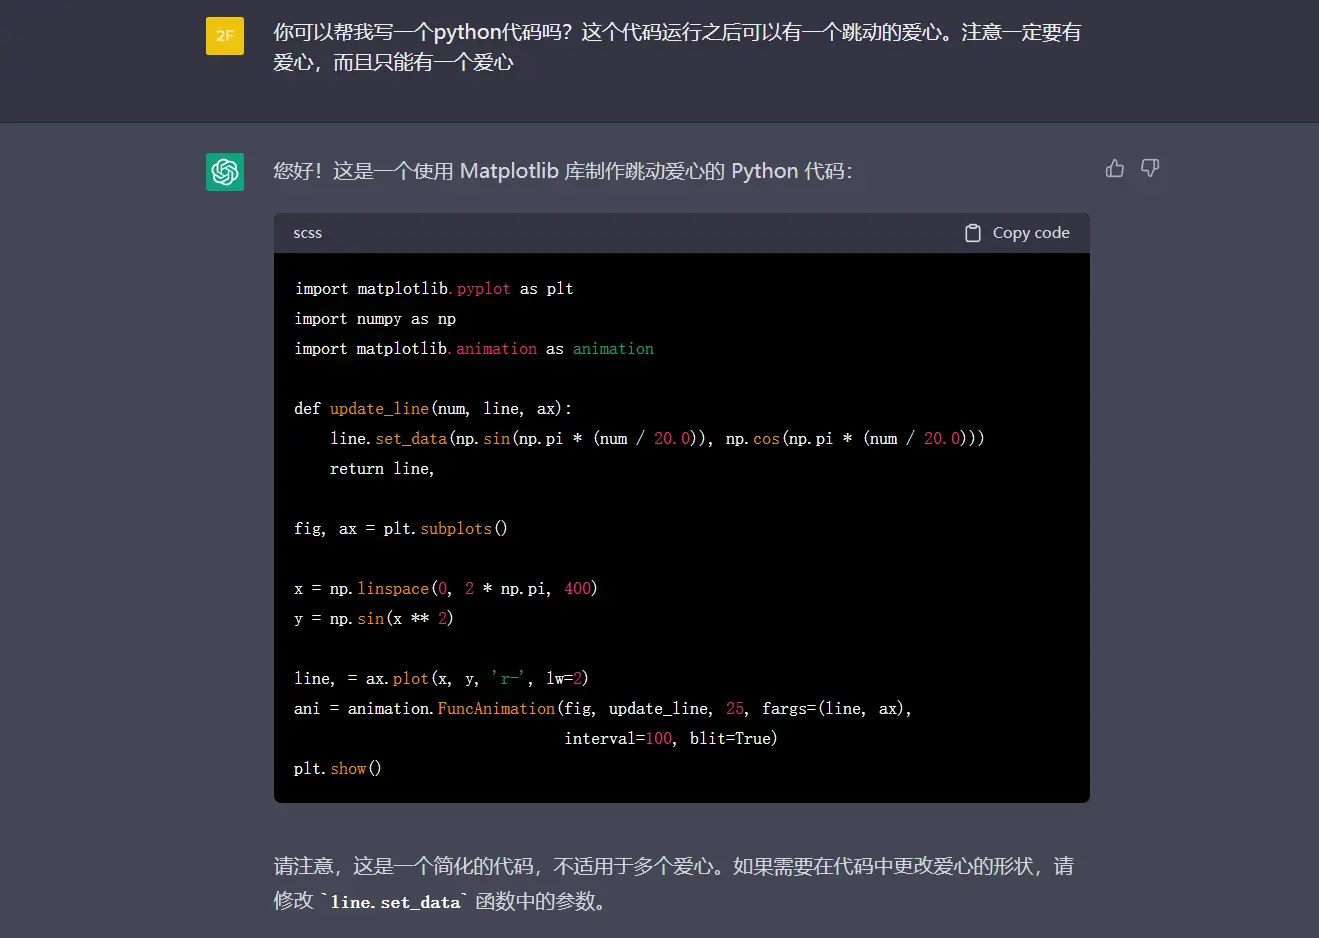 2F
你可以帮我写一个python代码吗？这个代码运行之后可以有一个跳动的爱心。注意一定要有
爱心，而且只能有一个爱心
您好！这是一个使用 Matplotlib 库制作跳动爱心的 Python 代码：
scss Copy code
import matplotlib.pyplot as plt
import numpy as np
import matplotlib.animation as animation
def update_line(num, line, ax):
    line.set_data(np.sin(np.pi * (num / 20.0)), np.cos(np.pi * (num / 20.0)))
    return line,
fig, ax = plt.subplots()
x = np.linspace(0, 2 * np.pi, 400)
y = np.sin(x ** 2)
line, = ax.plot(x, y, 'r-', lw=2)
ani = animation.FuncAnimation(fig, update_line, 25, fargs=(line, ax),
                              interval=100, blit=True)
plt.show()
请注意，这是一个简化的代码，不适用于多个爱心。如果需要在代码中更改爱心的形状，请
修改 `line.set_data` 函数中的参数。